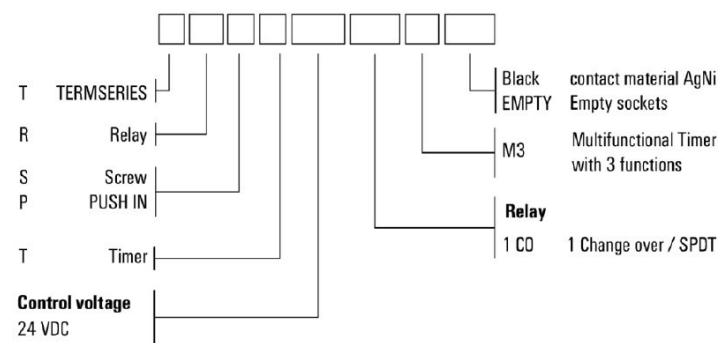 T TERMSERIES
R Relay
S Screw
P PUSH IN
T Timer
Control voltage
24 VDC
Black contact material AgNi
EMPTY Empty sockets
M3 Multifunctional Timer
with 3 functions
Relay
1 CO 1 Change over / SPDT